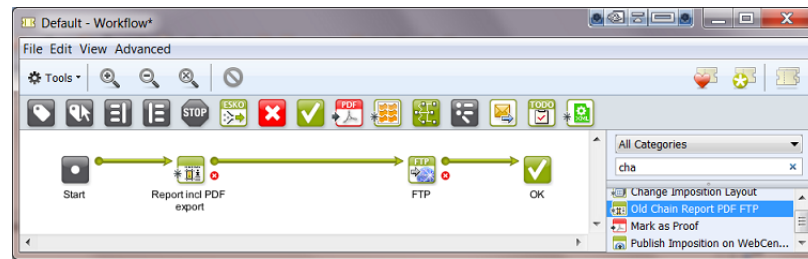 Default - Workflow*
File Edit View Advanced
Tools
STOP
ESKO
PDF
TODO
XML
All Categories
cha
Start
Report incl PDF
export
FTP
FTP
OK
Change Imposition Layout
Old Chain Report PDF FTP
Mark as Proof
Publish Imposition on WebCen...